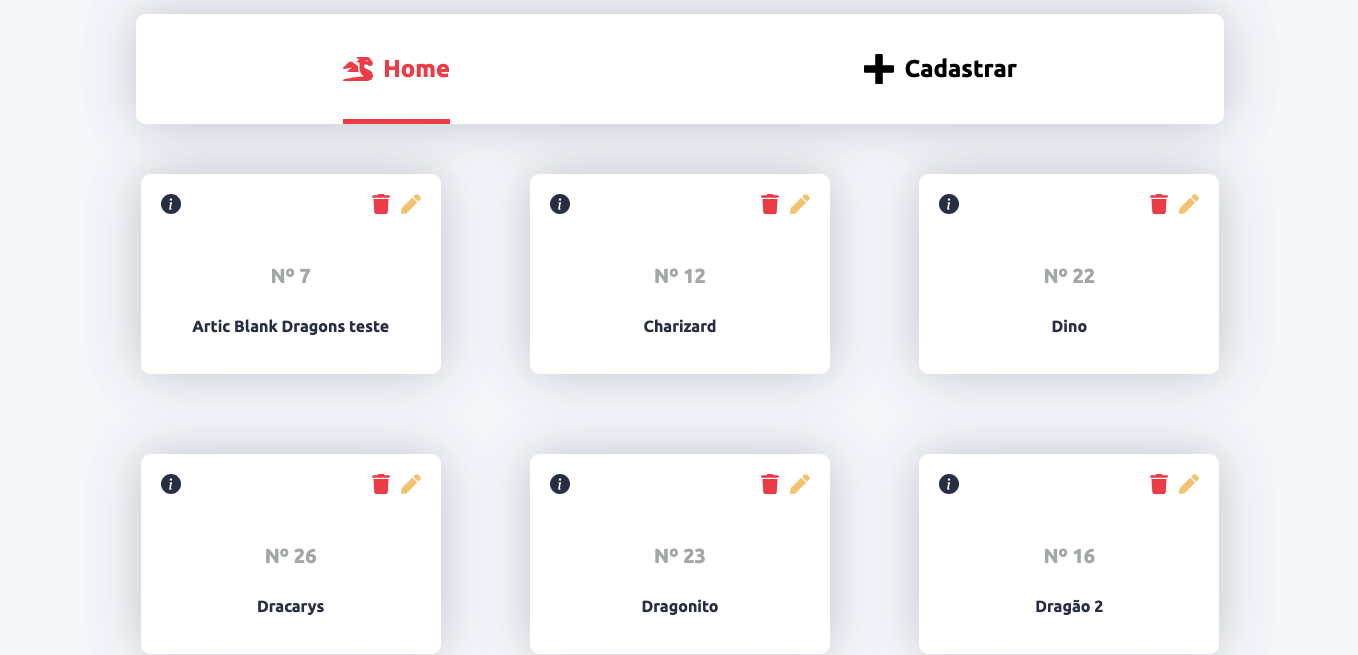 Home
Cadastrar
Nº 7
Artic Blank Dragons teste
Nº 12
Charizard
Nº 22
Dino
Nº 26
Dracarys
Nº 23
Dragonito
Nº 16
Dragão 2